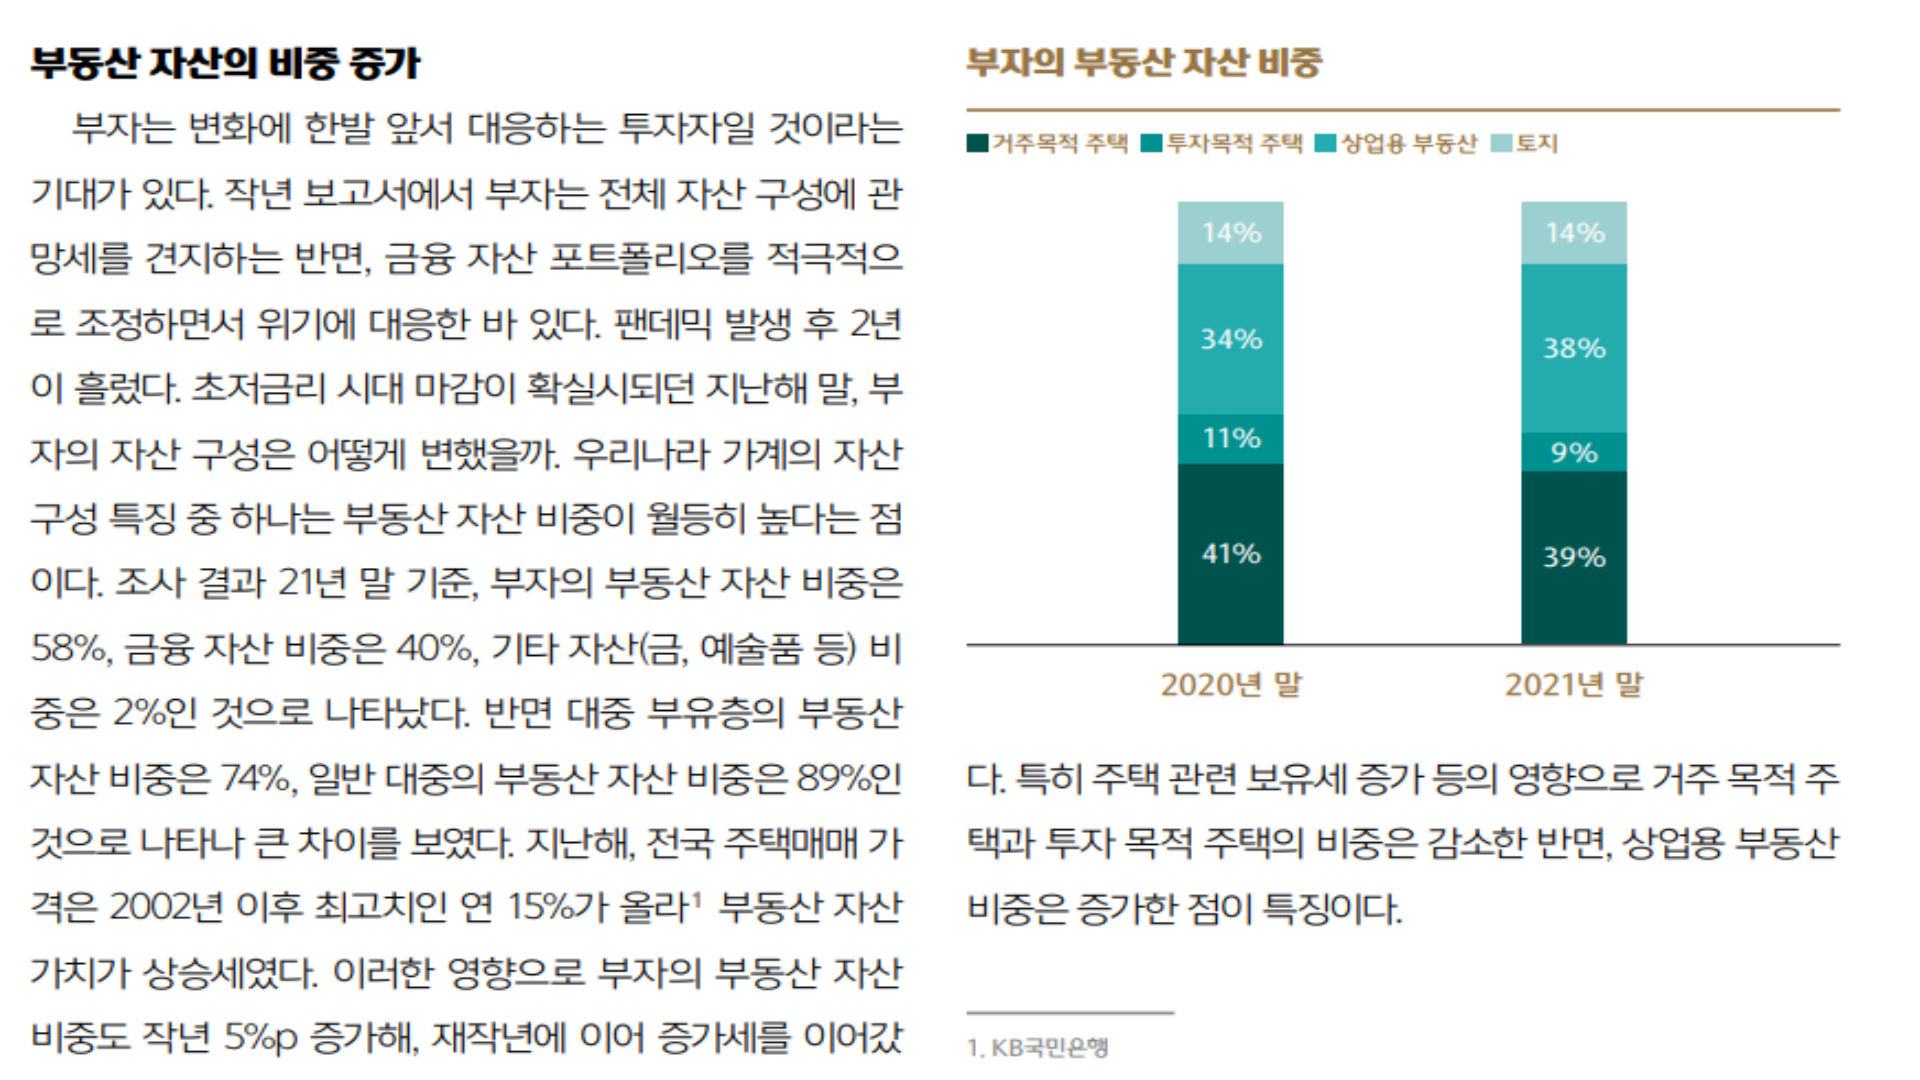 부동산 자산의 비중 증가
부자는 변화에 한발 앞서 대응하는 투자자일 것이라는
기대가 있다. 작년 보고서에서 부자는 전체 자산 구성에 관
망세를 견지하는 반면, 금융 자산 포트폴리오를 적극적으
로 조정하면서 위기에 대응한 바 있다. 팬데믹 발생 후 2년
이 흘렀다. 초저금리 시대 마감이 확실시되던 지난해 말, 부
자의 자산 구성은 어떻게 변했을까. 우리나라 가계의 자산
구성 특징 중 하나는 부동산 자산 비중이 월등히 높다는 점
이다. 조사 결과 21년 말 기준, 부자의 부동산 자산 비중은
58%, 금융 자산 비중은 40%, 기타 자산(금, 예술품 등) 비
중은 2%인 것으로 나타났다. 반면 대중 부유층의 부동산
자산 비중은 74%, 일반 대중의 부동산 자산 비중은 89%인
것으로 나타나 큰 차이를 보였다. 지난해, 전국 주택매매 가
격은 2002년 이후 최고치인 연 15%가 올라¹ 부동산 자산
가치가 상승세였다. 이러한 영향으로 부자의 부동산 자산
비중도 작년 5%p 증가해, 재작년에 이어 증가세를 이어갔
부자의 부동산 자산 비중
거주목적 주택 투자목적 주택 상업용 부동산 토지
14% 14%
34% 38%
11% 9%
41% 39%
2020년 말 2021년 말
다. 특히 주택 관련 보유세 증가 등의 영향으로 거주 목적 주
택과 투자 목적 주택의 비중은 감소한 반면, 상업용 부동산
비중은 증가한 점이 특징이다.
1. KB국민은행